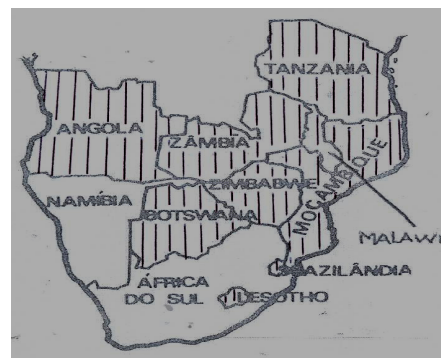 TANZANIA
ANGOLA
ZÂMBIA
MOÇAMBIQUE
ZIMBABWE
NAMÍBIA
BOTSWANA
MALAWI
ÁFRICA
DO SUL
SUAZILÂNDIA
LESOTHO